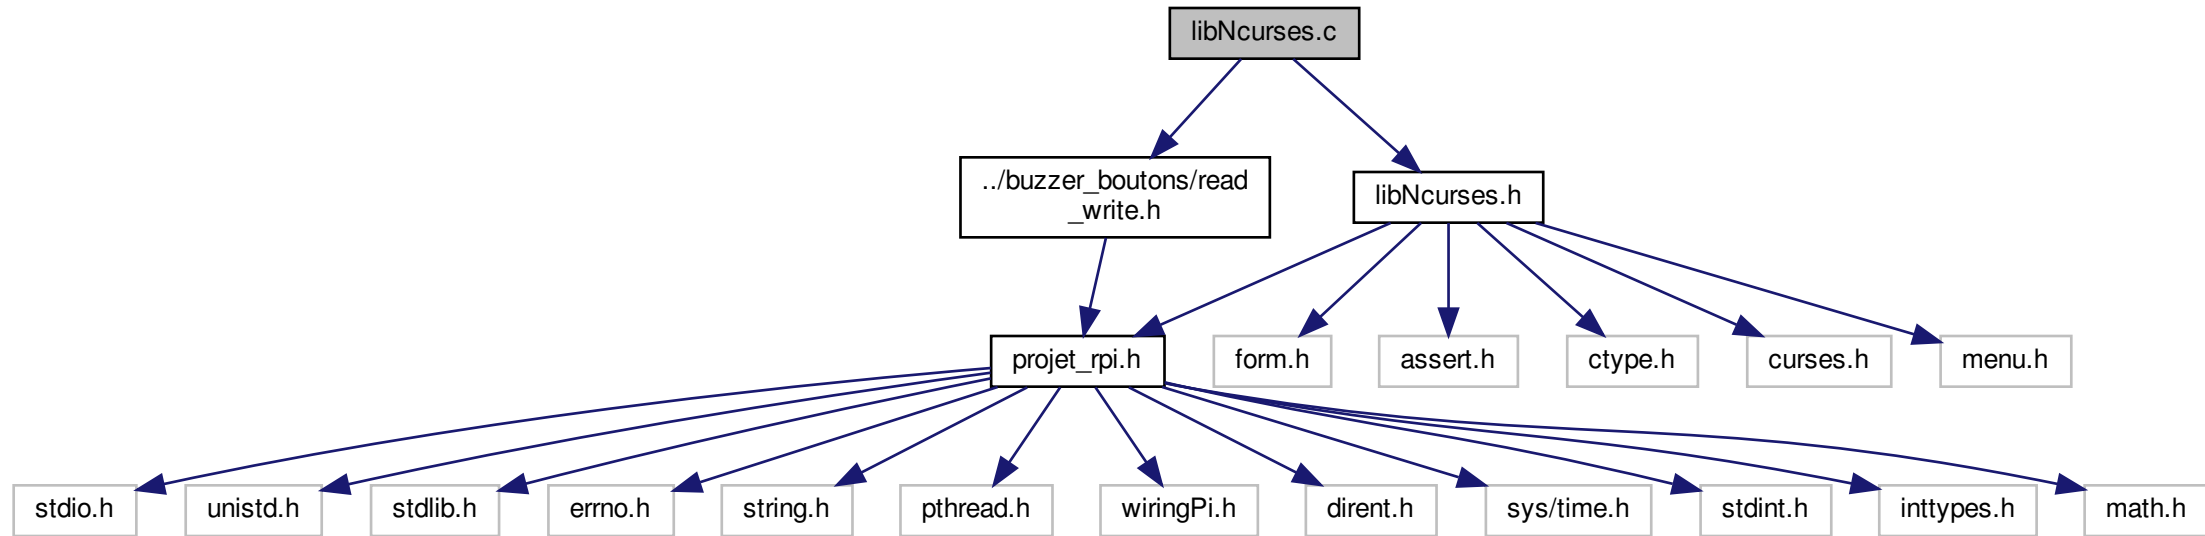 libNcurses.c
../buzzer_boutons/read
_write.h
libNcurses.h
projet_rpi.h
form.h
assert.h
ctype.h
curses.h
menu.h
stdio.h
unistd.h
stdlib.h
errno.h
string.h
pthread.h
wiringPi.h
dirent.h
sys/time.h
stdint.h
inttypes.h
math.h